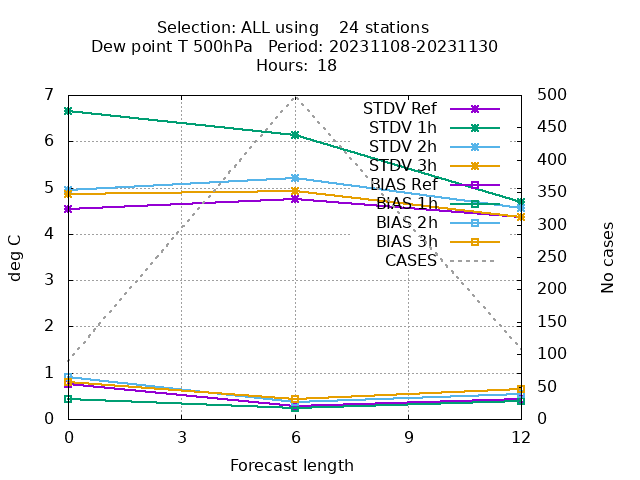 Selection: ALL using    24 stations
Dew point T 500hPa   Period: 20231108-20231130
Hours: 18
7
6
5
4
3
2
1
0
deg C
500
450
400
350
300
250
200
150
100
50
0
No cases
STDV Ref
STDV 1h
STDV 2h
STDV 3h
BIAS Ref
BIAS 1h
BIAS 2h
BIAS 3h
CASES
0 3 6 9 12
Forecast length